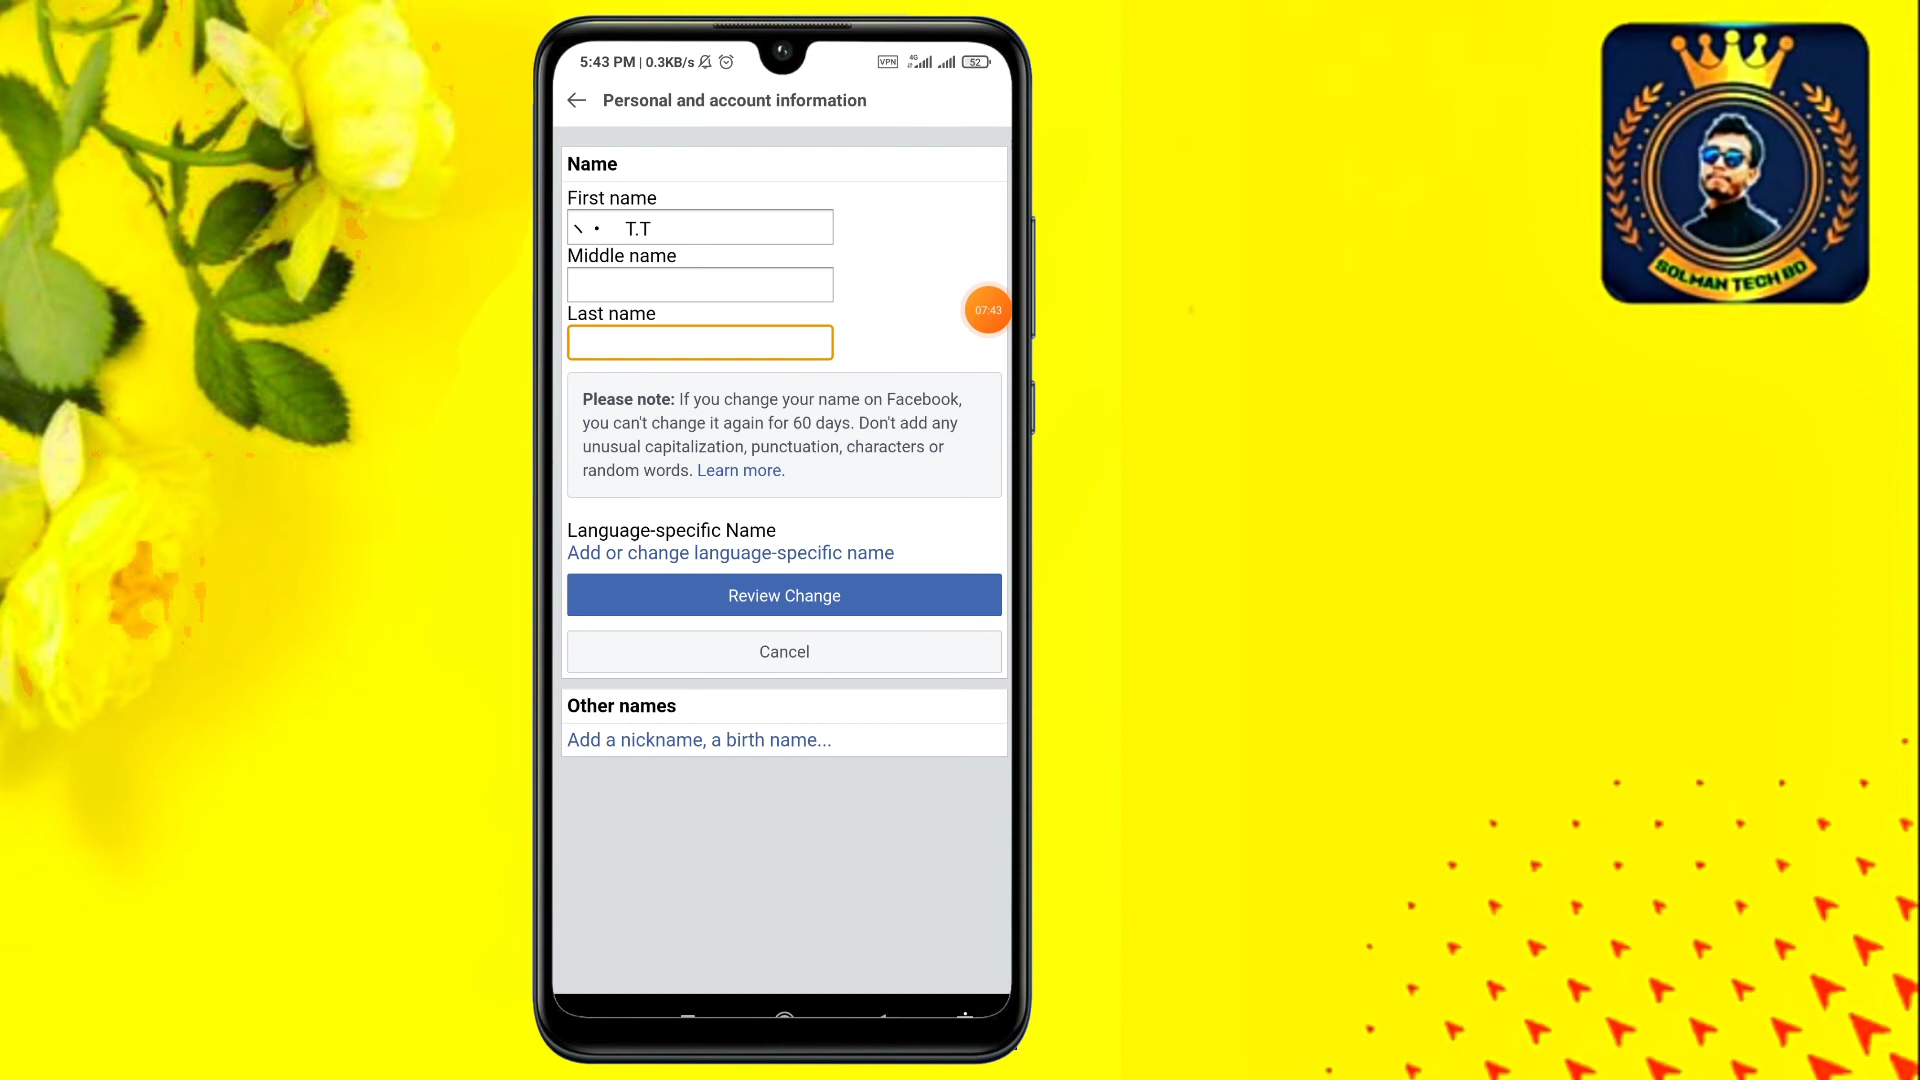 5:43 PM | 0.3KB/s
VPN 4G 52
Personal and account information
Name
First name
ヽ・ T.T
Middle name
Last name
07:43
Please note: If you change your name on Facebook,
you can't change it again for 60 days. Don't add any
unusual capitalization, punctuation, characters or
random words. Learn more.
Language-specific Name
Add or change language-specific name
Review Change
Cancel
Other names
Add a nickname, a birth name...
SOLMAN TECH BD